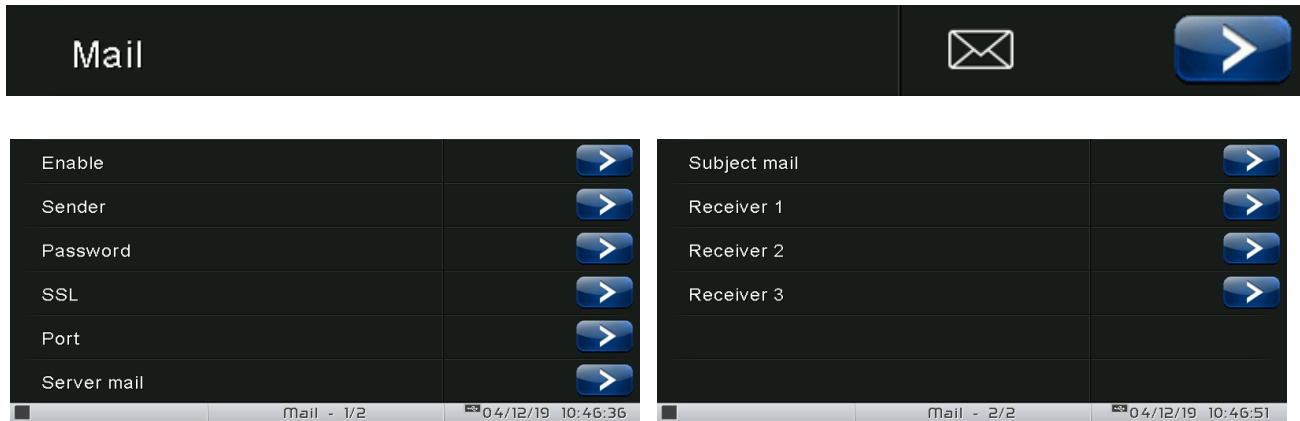 Mail
Enable
Sender
Password
SSL
Port
Server mail
Mail - 1/2
04/12/19 10:46:36
Subject mail
Receiver 1
Receiver 2
Receiver 3
Mail - 2/2
04/12/19 10:46:51